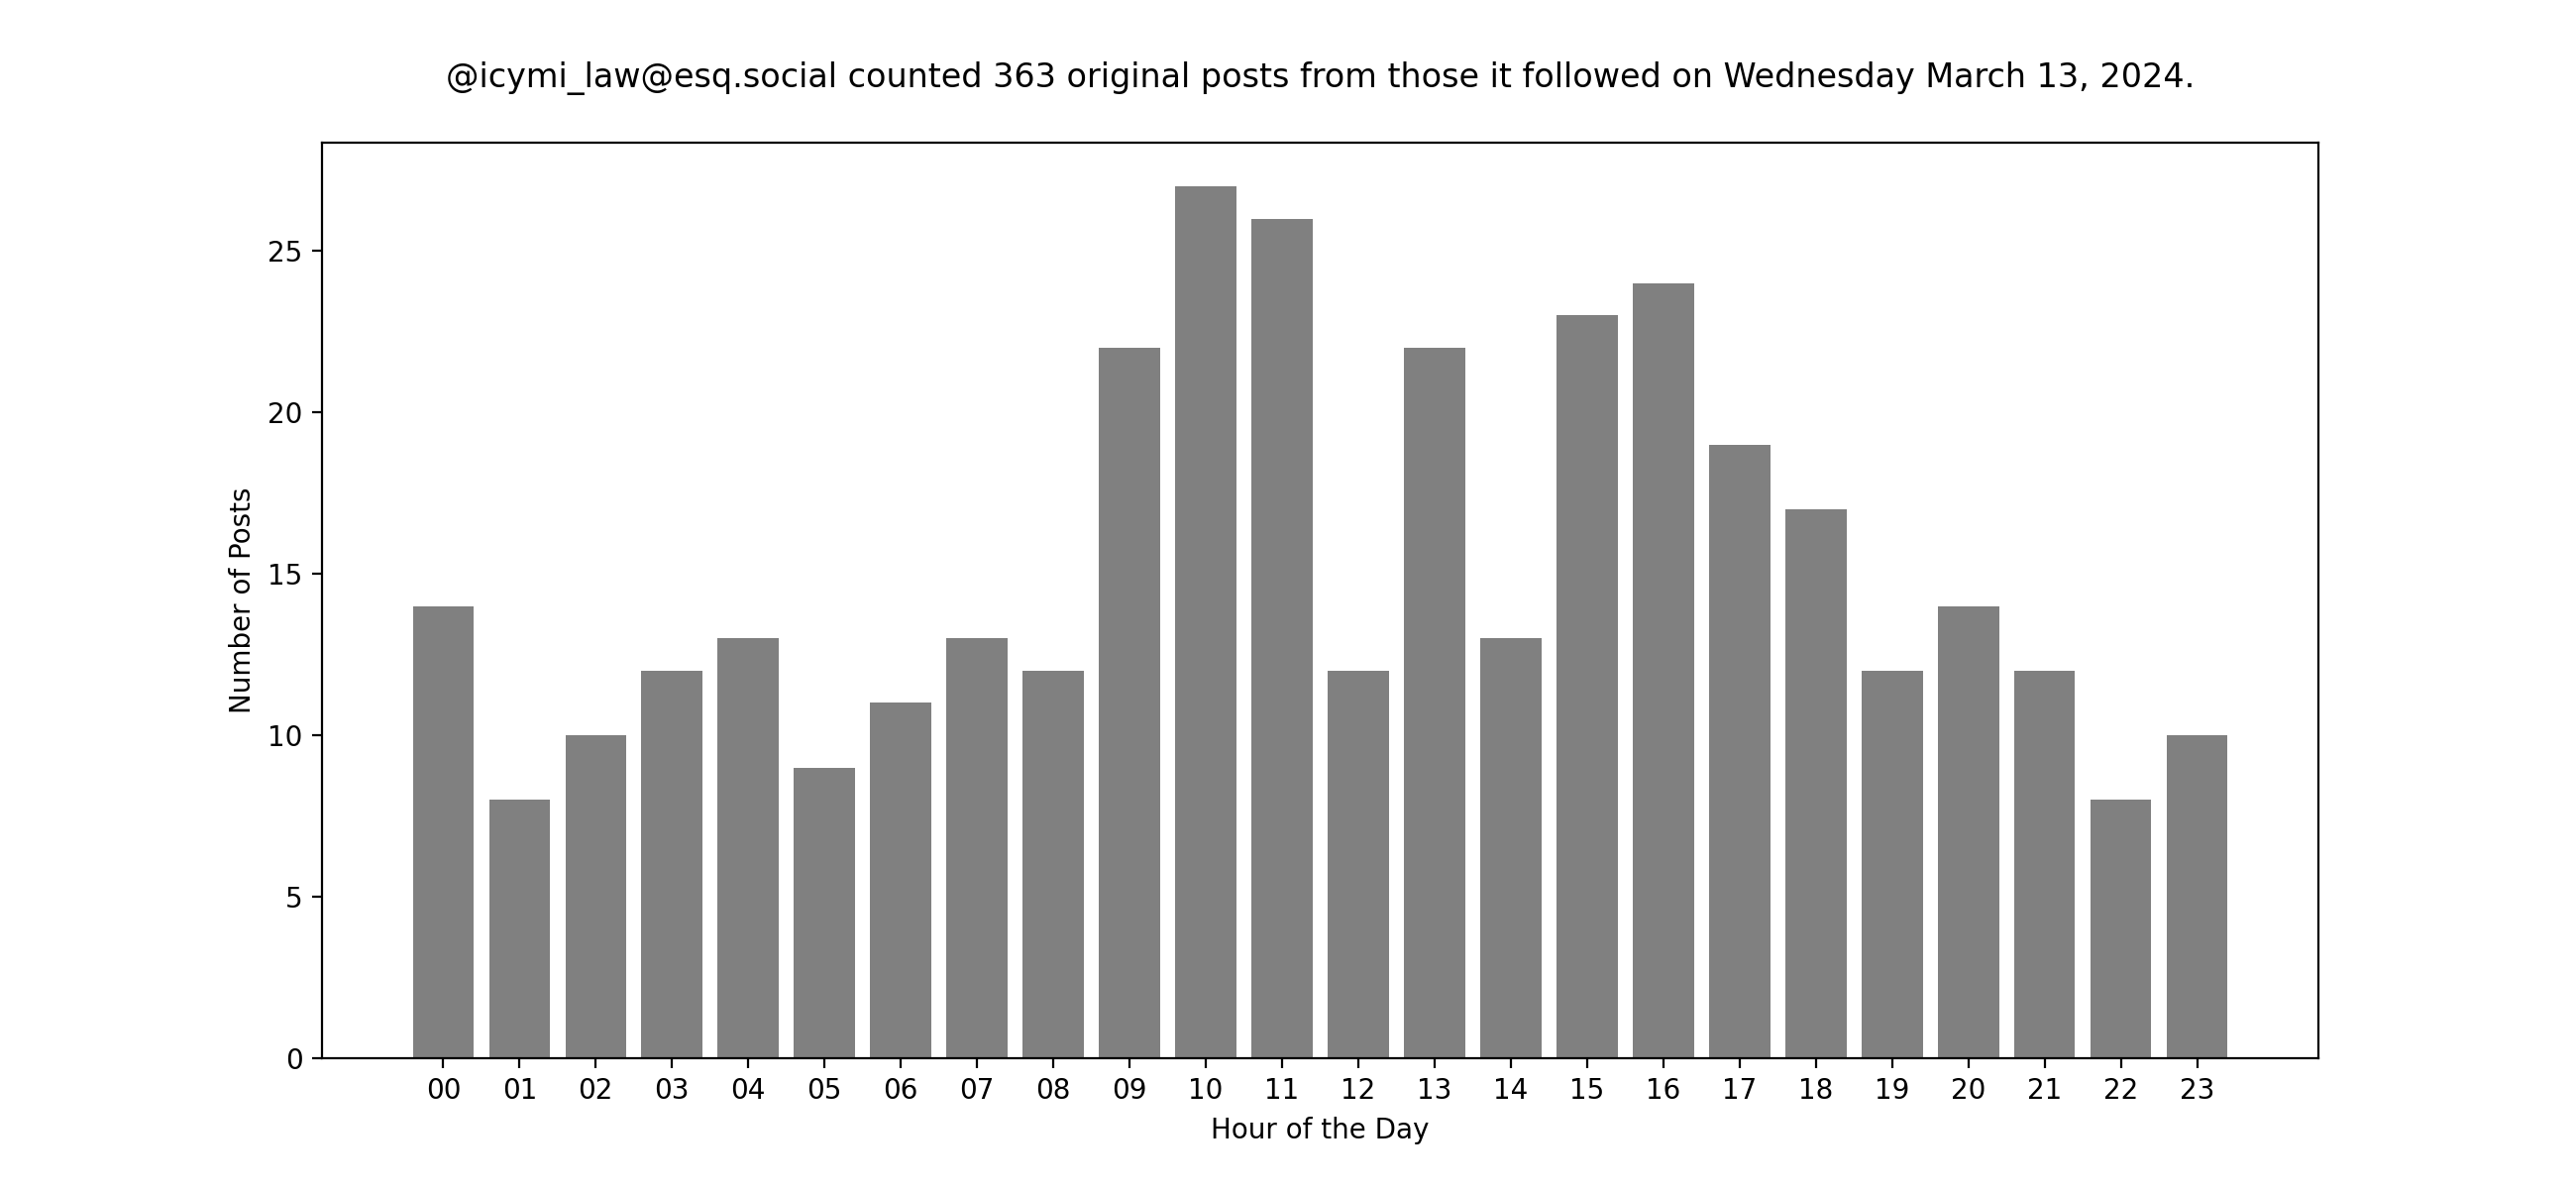 @icymi_law@esq.social counted 363 original posts from those it followed on Wednesday March 13, 2024.
25
20
15
10
5
0
Number of Posts
00 01 02 03 04 05 06 07 08 09 10 11 12 13 14 15 16 17 18 19 20 21 22 23
Hour of the Day